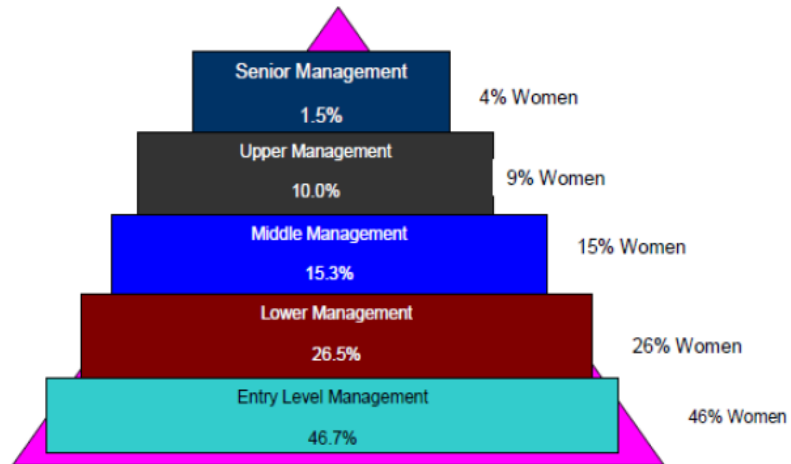 Senior Management
1.5%
4% Women
Upper Management
10.0%
9% Women
Middle Management
15.3%
15% Women
Lower Management
26.5%
26% Women
Entry Level Management
46.7%
46% Women